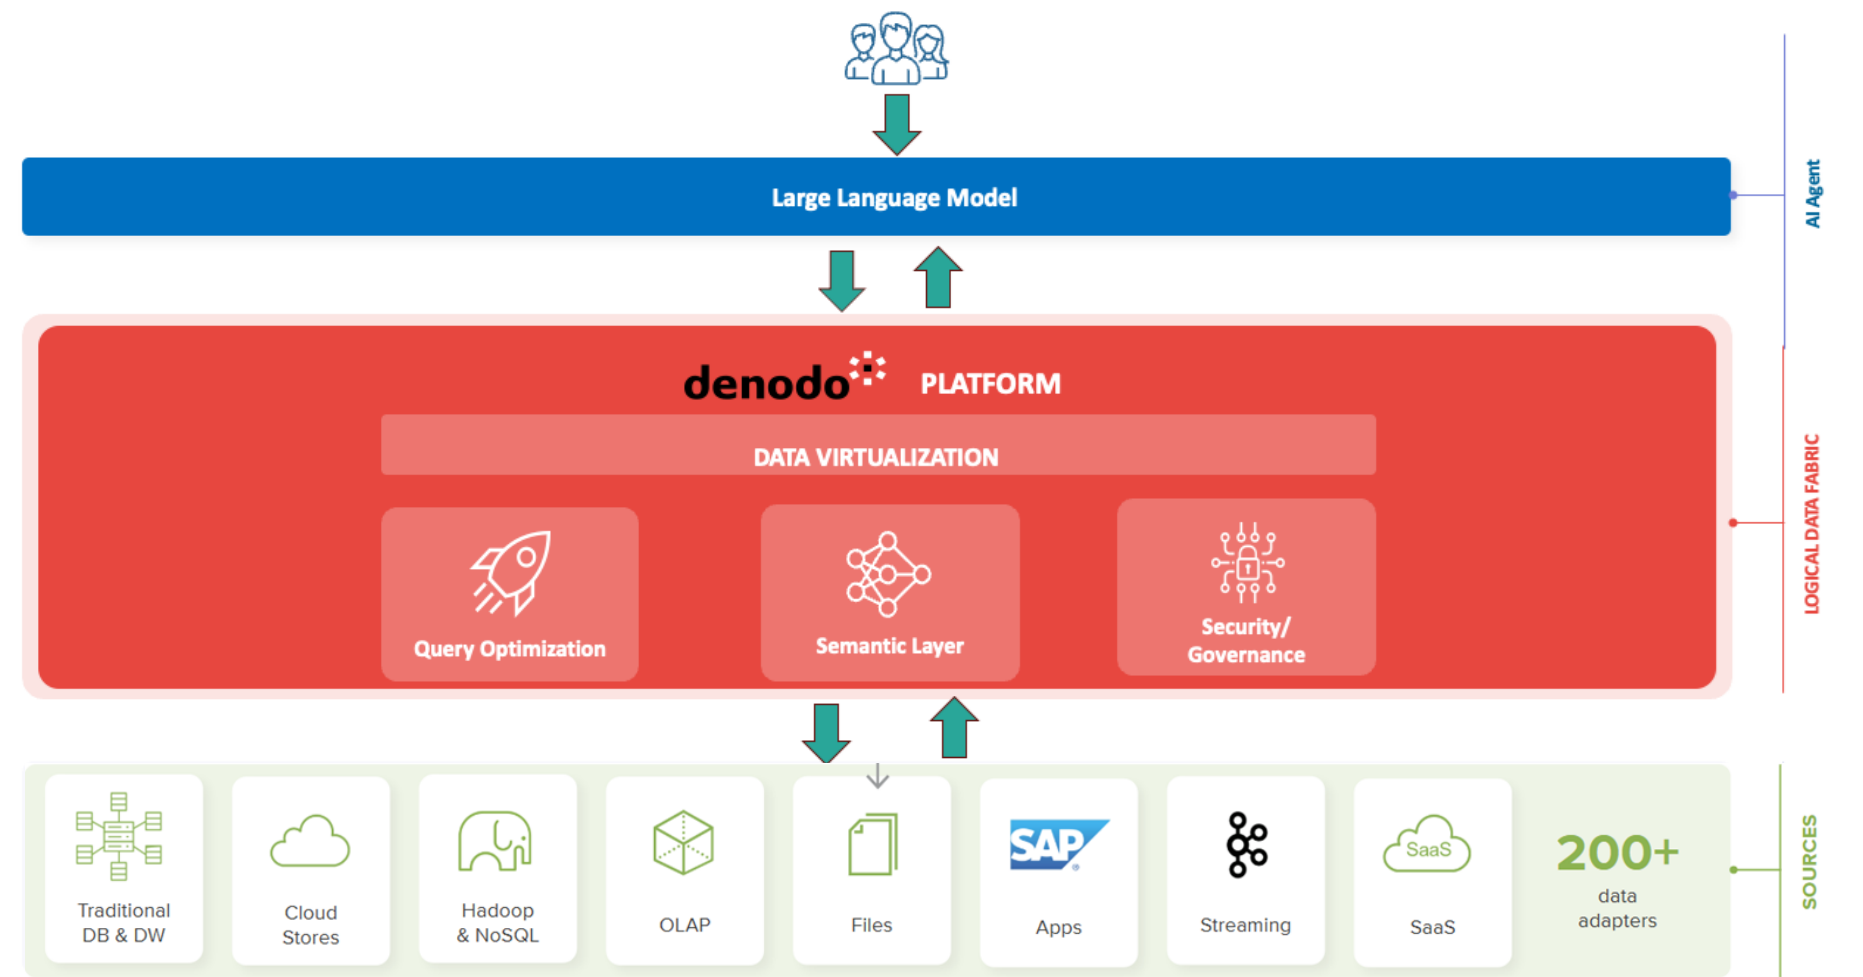 Large Language Model
AI Agent
denodo PLATFORM
DATA VIRTUALIZATION
Query Optimization
Semantic Layer
Security/
Governance
LOGICAL DATA FABRIC
Traditional
DB & DW
Cloud
Stores
Hadoop
& NoSQL
OLAP
Files
SAP®
Apps
Streaming
SaaS
SaaS
200+
data
adapters
SOURCES